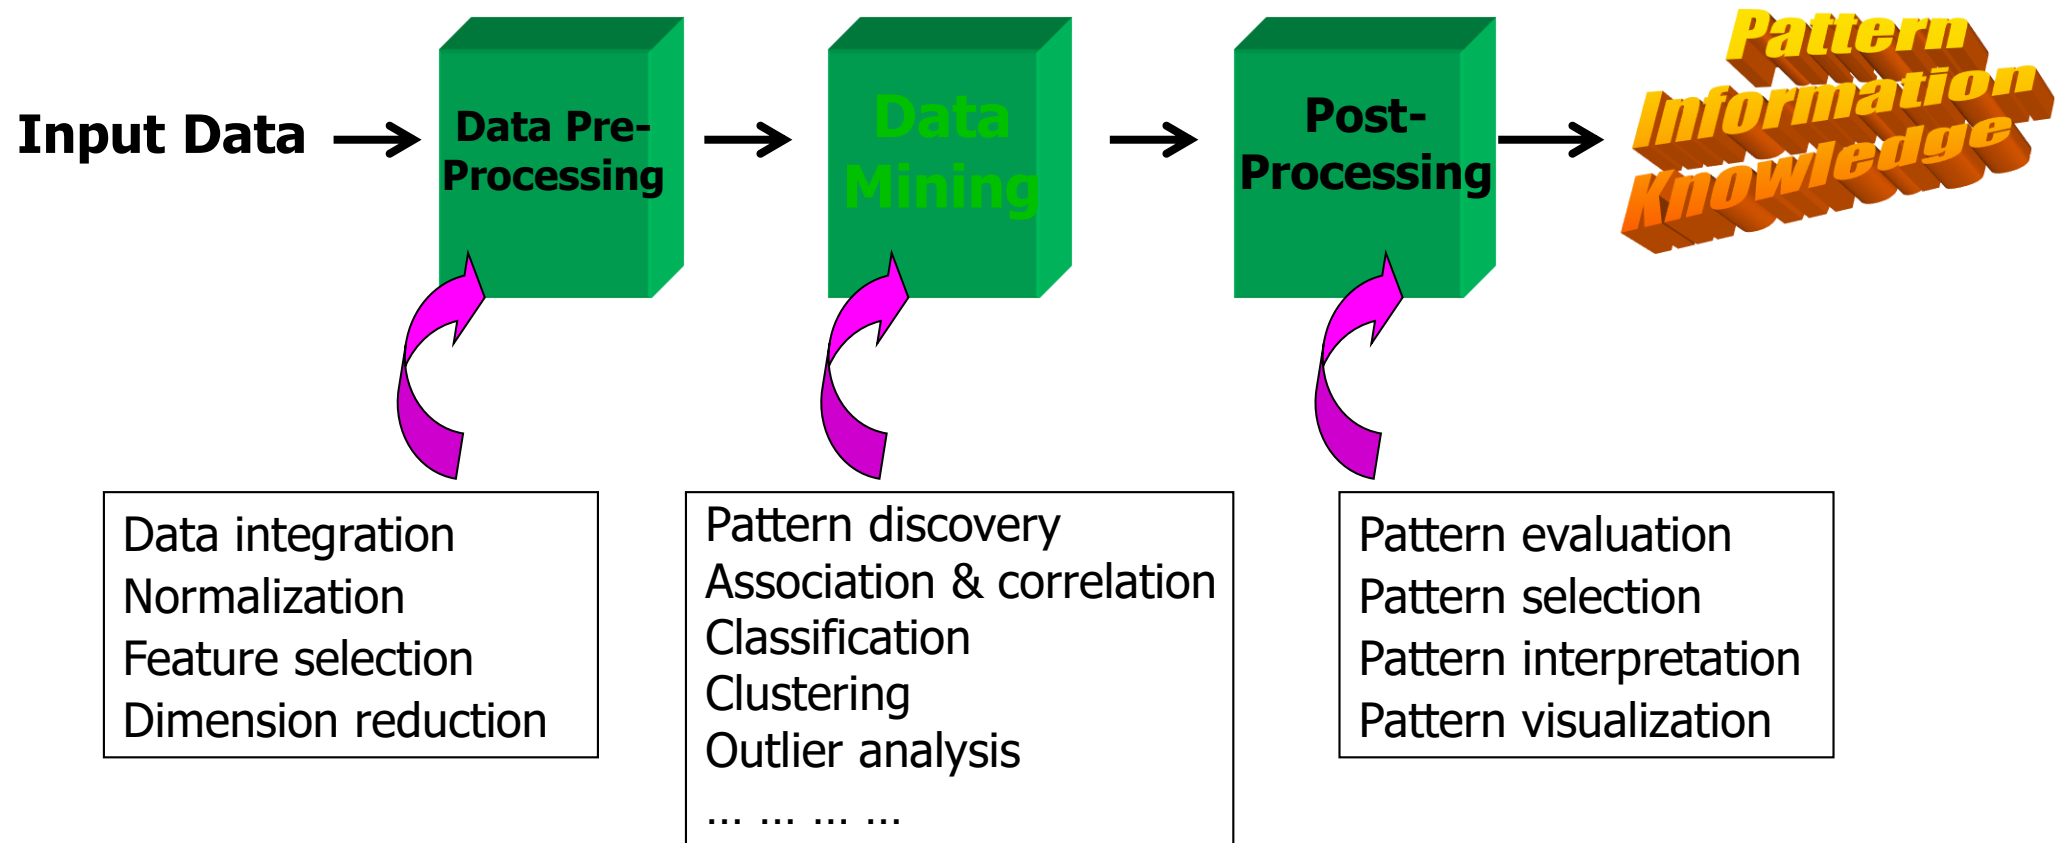 Input Data
Data Pre-
Processing
Data
Mining
Post-
Processing
Pattern
Information
Knowledge
Data integration
Normalization
Feature selection
Dimension reduction
Pattern discovery
Association & correlation
Classification
Clustering
Outlier analysis
... ... ... ...
Pattern evaluation
Pattern selection
Pattern interpretation
Pattern visualization